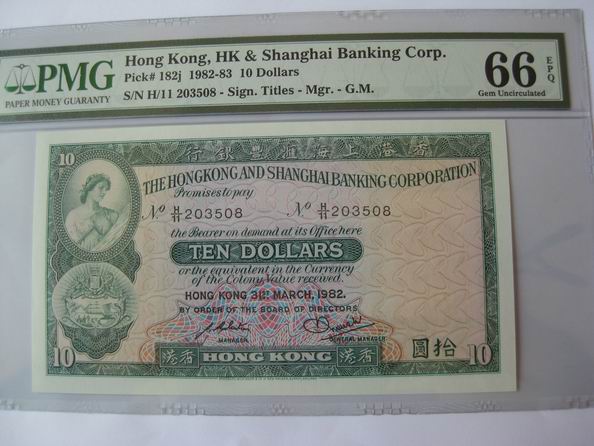 PMG
PAPER MONEY GUARANTY
Hong Kong, HK & Shanghai Banking Corp.
Pick# 182j 1982-83 10 Dollars
S/N H/11 203508 - Sign. Titles - Mgr. - G.M.
66 EPQ
Gem Uncirculated
10
行銀豐滙海上港香
THE HONGKONG AND SHANGHAI BANKING CORPORATION
Promises to pay
No. H/11 203508 No. H/11 203508
the Bearer on demand at its Office here
TEN DOLLARS
or the equivalent in the Currency
of the Colony Value received.
HONG KONG 31ST MARCH, 1982.
BY ORDER OF THE BOARD OF DIRECTORS
MANAGER GENERAL MANAGER
10 港香 HONG KONG 港香 圓拾 10